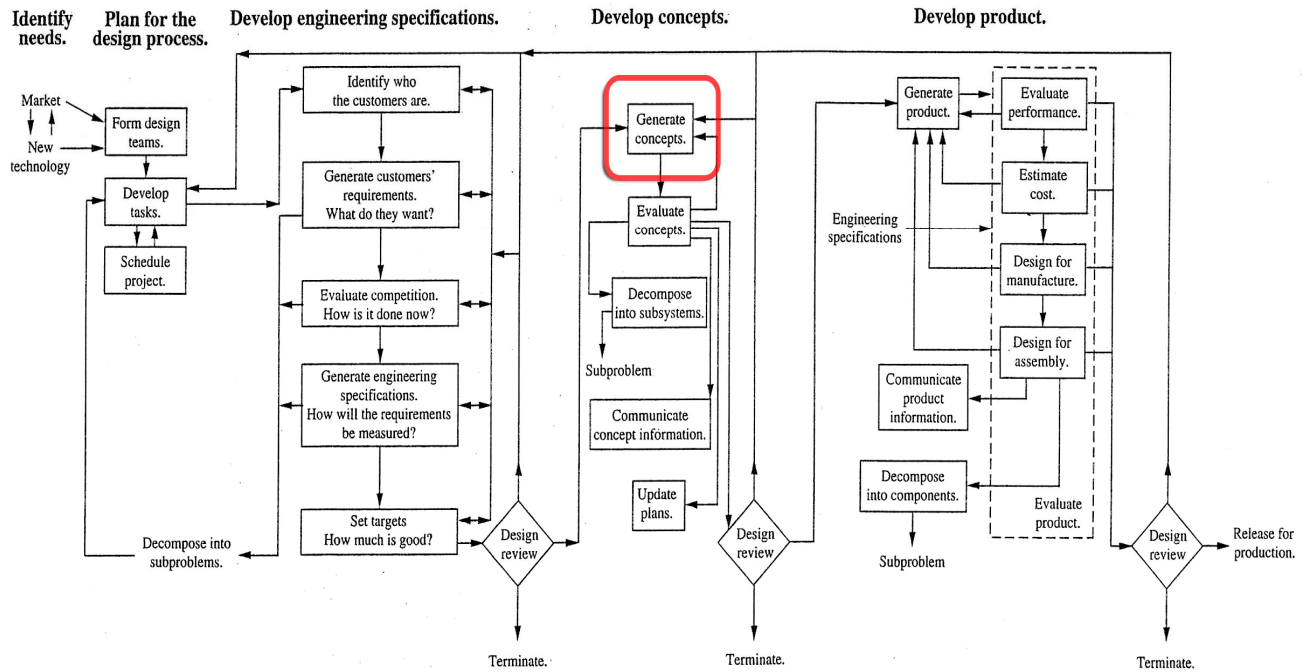 Identify
needs.
Plan for the
design process.
Develop engineering specifications.
Develop concepts.
Develop product.
Market
New
technology
Form design
teams.
Develop
tasks.
Schedule
project.
Identify who
the customers are.
Generate customers'
requirements.
What do they want?
Evaluate competition.
How is it done now?
Generate engineering
specifications.
How will the requirements
be measured?
Set targets
How much is good?
Decompose into
subproblems.
Design
review
Terminate.
Generate
concepts.
Evaluate
concepts.
Decompose
into subsystems.
Subproblem
Communicate
concept information.
Update
plans.
Design
review
Terminate.
Generate
product.
Evaluate
performance.
Estimate
cost.
Engineering
specifications
Design for
manufacture.
Design for
assembly.
Communicate
product
information.
Decompose
into components.
Subproblem
Evaluate
product.
Design
review
Release for
production.
Terminate.